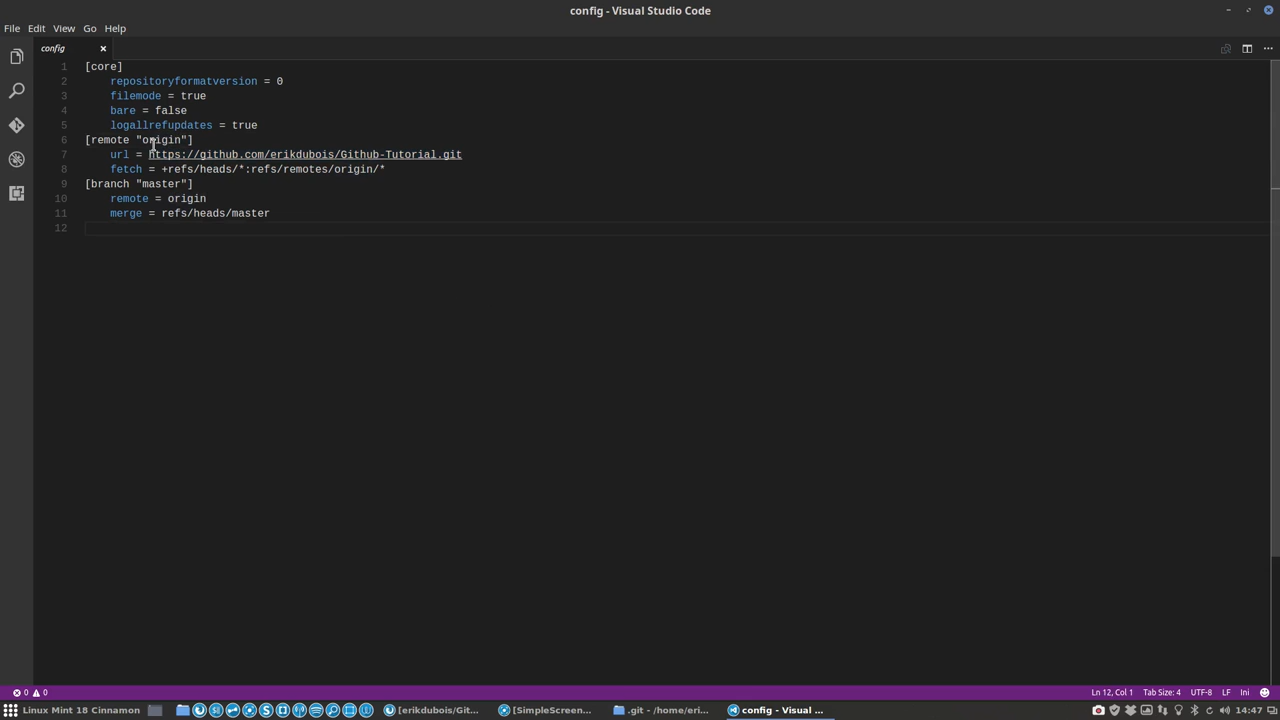 config - Visual Studio Code
File Edit View Go Help
config
1 [core]
2 repositoryformatversion = 0
3 filemode = true
4 bare = false
5 logallrefupdates = true
6 [remote "origin"]
7 url = https://github.com/erikdubois/Github-Tutorial.git
8 fetch = +refs/heads/*:refs/remotes/origin/*
9 [branch "master"]
10 remote = origin
11 merge = refs/heads/master
12
0 0 Ln 12, Col 1 Tab Size: 4 UTF-8 LF Ini
Linux Mint 18 Cinnamon [erikdubois/Git... [SimpleScreen... .git - /home/eri... config - Visual ... 14:47